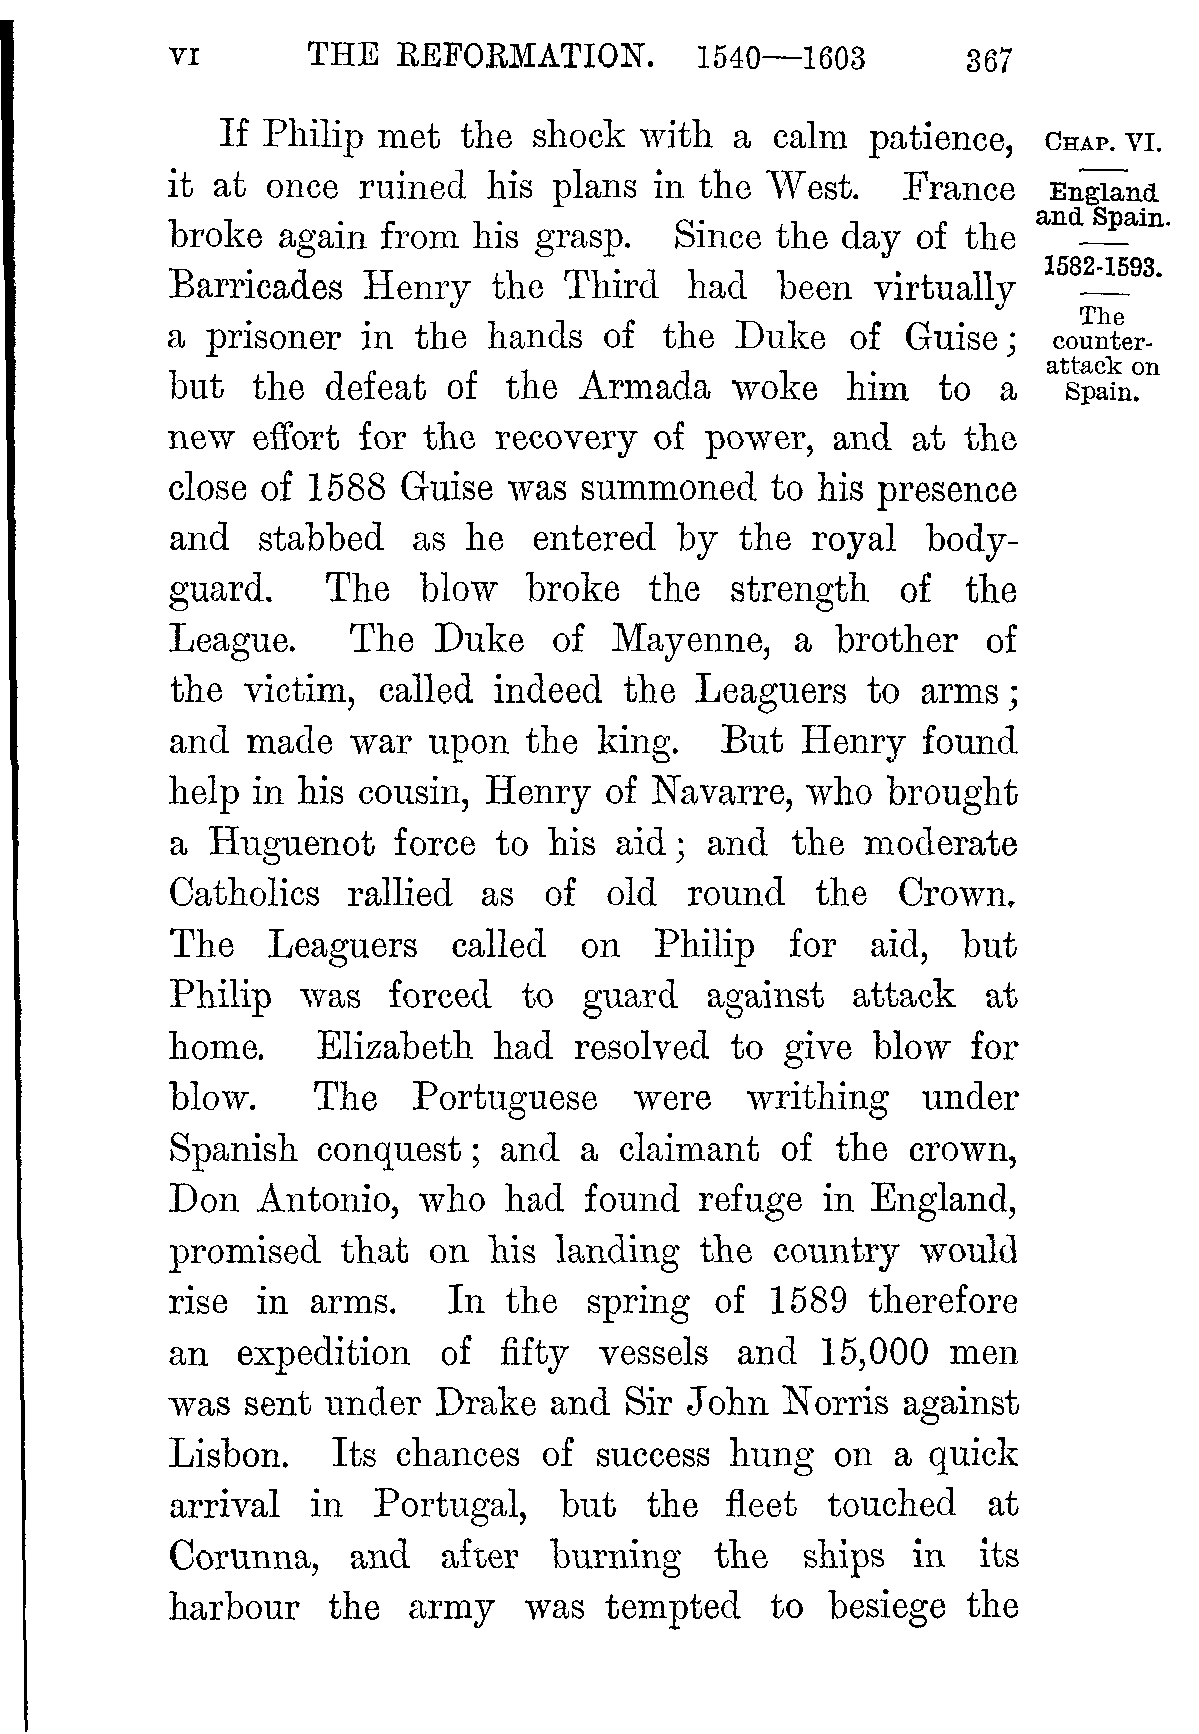 VI THE REFORMATION. 1540—1603 367
If Philip met the shock with a calm patience,
it at once ruined his plans in the West. France
broke again from his grasp. Since the day of the
Barricades Henry the Third had been virtually
a prisoner in the hands of the Duke of Guise;
but the defeat of the Armada woke him to a
new effort for the recovery of power, and at the
close of 1588 Guise was summoned to his presence
and stabbed as he entered by the royal body-
guard. The blow broke the strength of the
League. The Duke of Mayenne, a brother of
the victim, called indeed the Leaguers to arms;
and made war upon the king. But Henry found
help in his cousin, Henry of Navarre, who brought
a Huguenot force to his aid; and the moderate
Catholics rallied as of old round the Crown.
The Leaguers called on Philip for aid, but
Philip was forced to guard against attack at
home. Elizabeth had resolved to give blow for
blow. The Portuguese were writhing under
Spanish conquest; and a claimant of the crown,
Don Antonio, who had found refuge in England,
promised that on his landing the country would
rise in arms. In the spring of 1589 therefore
an expedition of fifty vessels and 15,000 men
was sent under Drake and Sir John Norris against
Lisbon. Its chances of success hung on a quick
arrival in Portugal, but the fleet touched at
Corunna, and after burning the ships in its
harbour the army was tempted to besiege the
CHAP. VI.
England
and Spain.
1582-1593.
The
counter-
attack on
Spain.